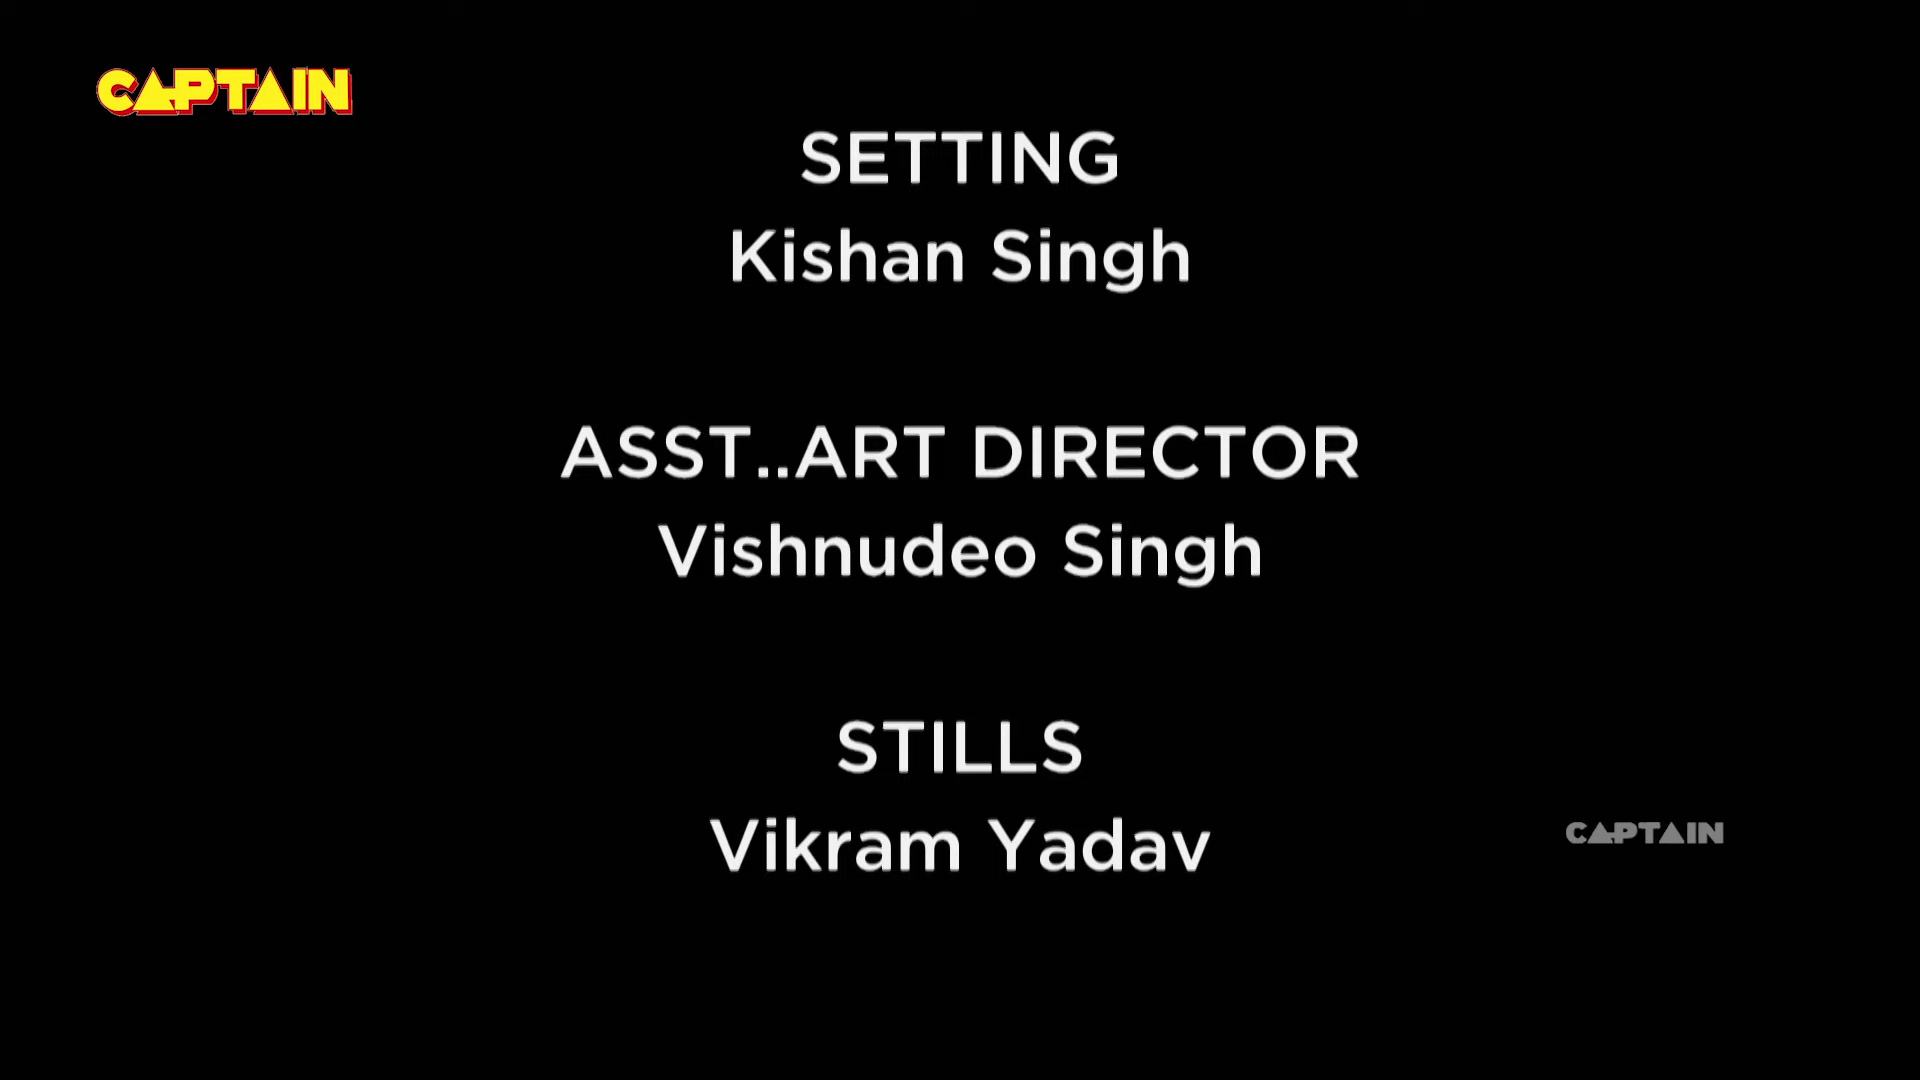 CAPTAIN
SETTING
Kishan Singh
ASST..ART DIRECTOR
Vishnudeo Singh
STILLS
Vikram Yadav
CAPTAIN